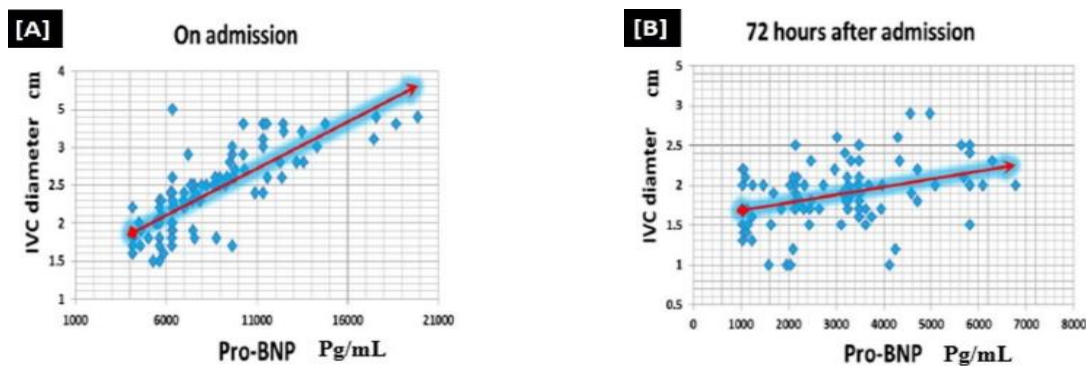 [A]
On admission
IVC diameter cm
4
5
3
2.5
2
1.5
1
1000 6000 11000 16000 21000
Pro-BNP Pg/mL
[B]
72 hours after admission
IVC diamter cm
5
3
2.5
2
1.5
1
0.5
0 1000 2000 3000 4000 5000 6000 7000 8000
Pro-BNP Pg/mL